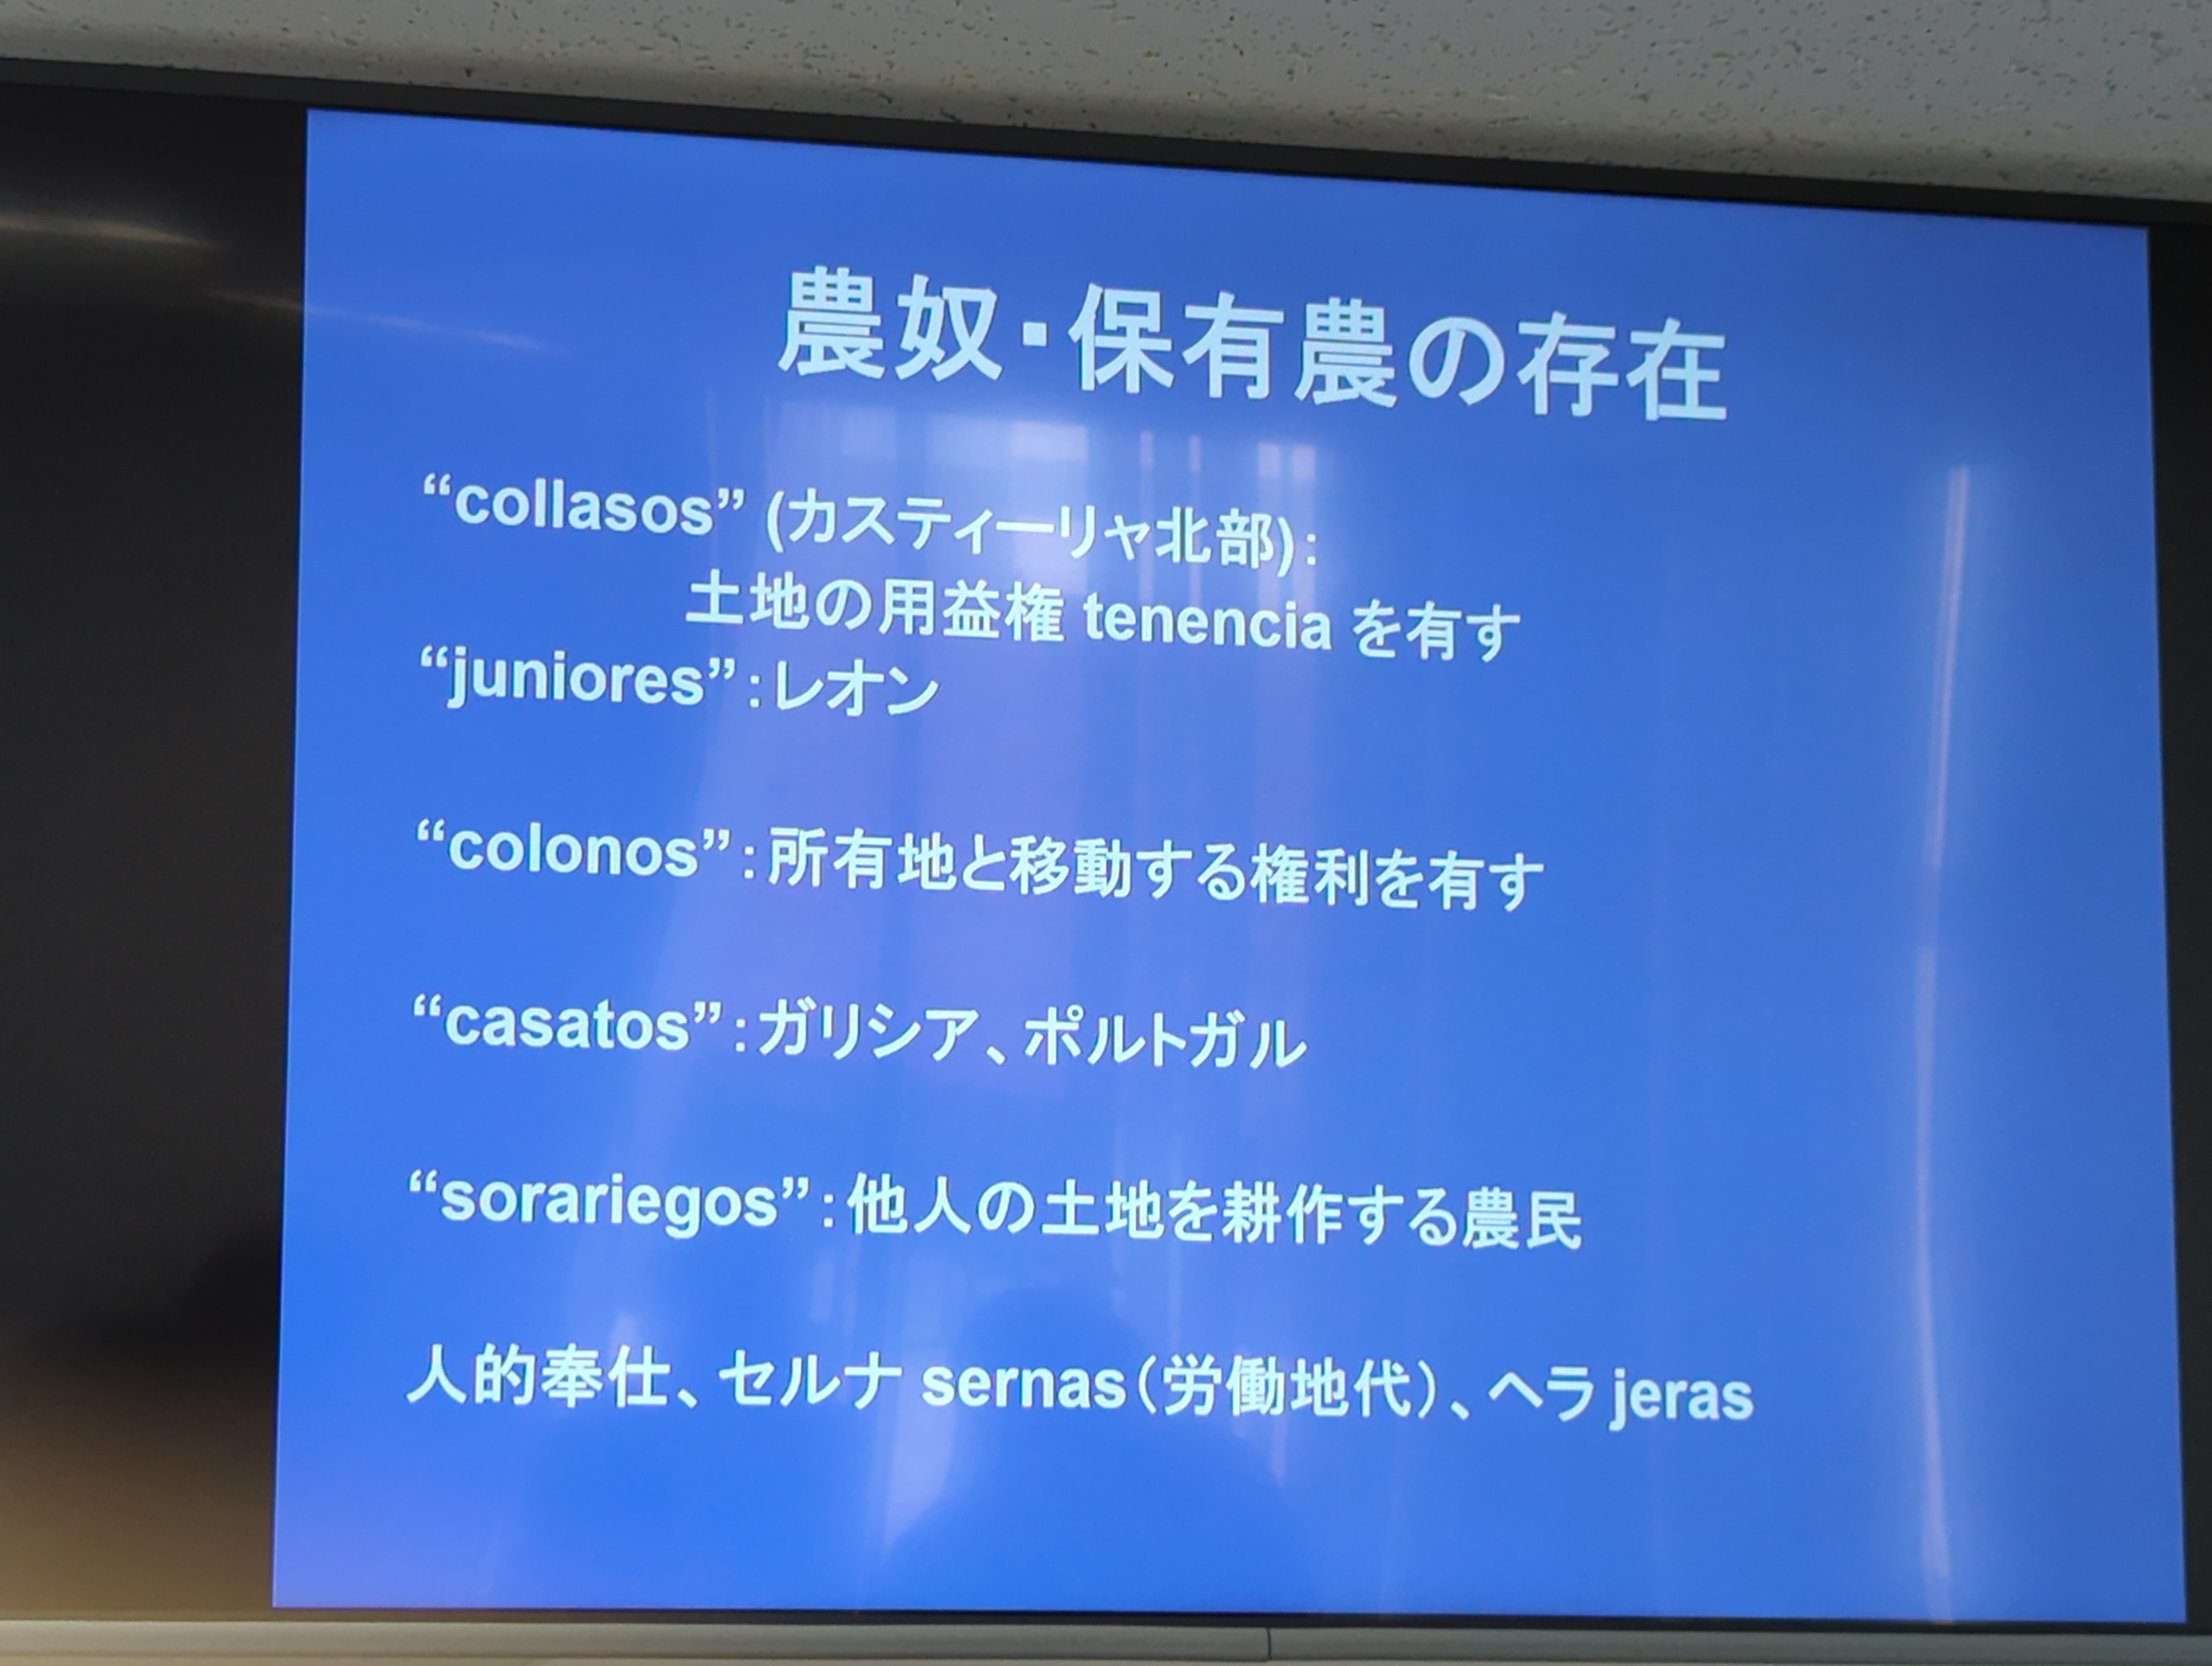 農奴・保有農の存在
“collasos” (カスティーリャ北部)：
土地の用益権 tenencia を有す
“juniores”：レオン
“colonos”：所有地と移動する権利を有す
“casatos”：ガリシア、ポルトガル
“sorariegos”：他人の土地を耕作する農民
人的奉仕、セルナ sernas（労働地代）、ヘラ jeras